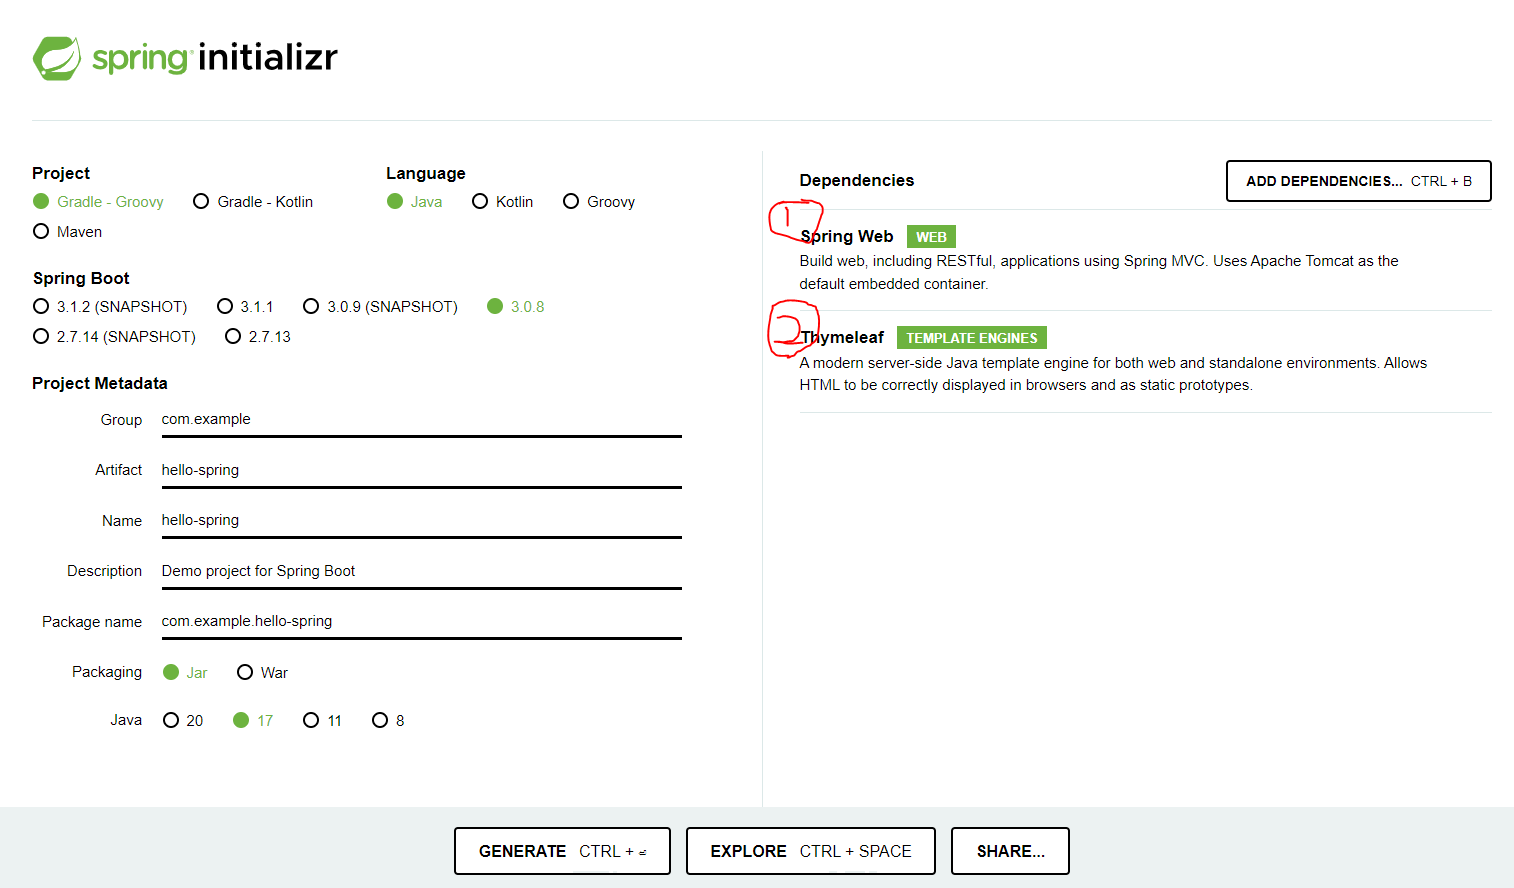 spring initializr
Project
Gradle - Groovy Gradle - Kotlin
Maven
Language
Java Kotlin Groovy
Spring Boot
3.1.2 (SNAPSHOT) 3.1.1 3.0.9 (SNAPSHOT) 3.0.8
2.7.14 (SNAPSHOT) 2.7.13
Project Metadata
Group com.example
Artifact hello-spring
Name hello-spring
Description Demo project for Spring Boot
Package name com.example.hello-spring
Packaging Jar War
Java 20 17 11 8
Dependencies
ADD DEPENDENCIES... CTRL + B
1
Spring Web WEB
Build web, including RESTful, applications using Spring MVC. Uses Apache Tomcat as the
default embedded container.
2
Thymeleaf TEMPLATE ENGINES
A modern server-side Java template engine for both web and standalone environments. Allows
HTML to be correctly displayed in browsers and as static prototypes.
GENERATE CTRL + ⏎
EXPLORE CTRL + SPACE
SHARE...